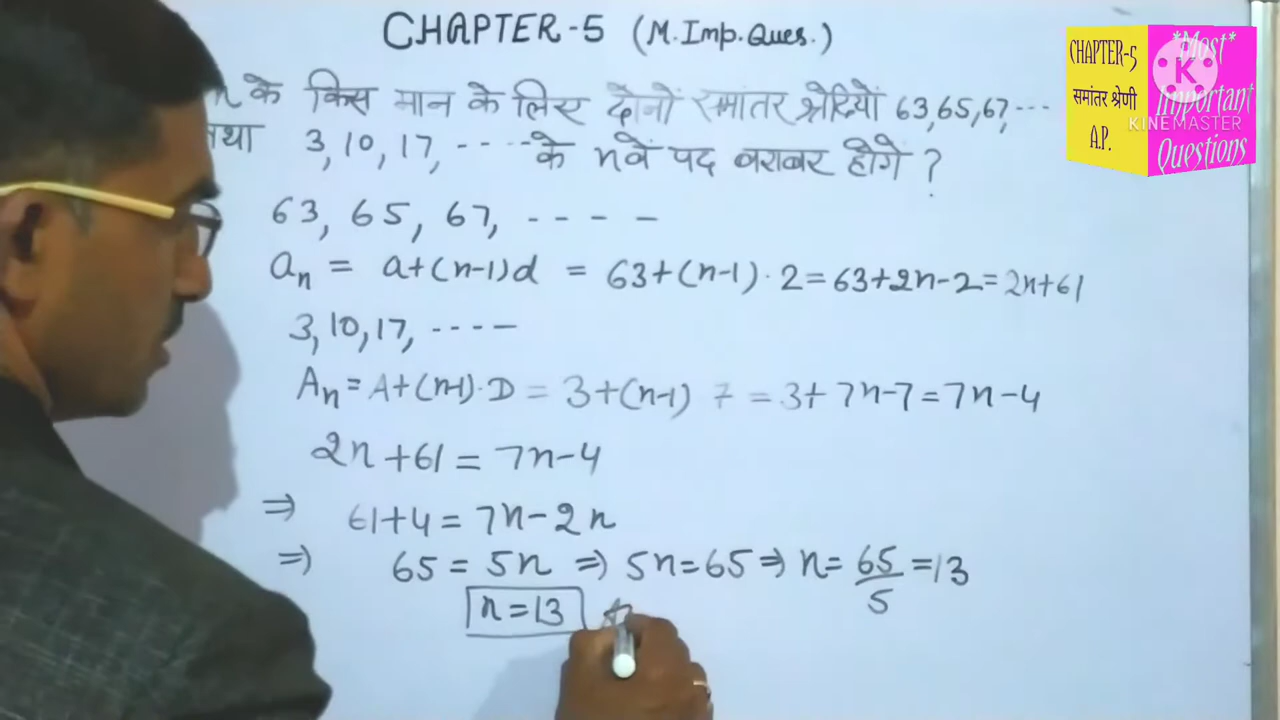 CHAPTER-5 (M.Imp.Ques.)
n के किस मान के लिए दोनों समांतर श्रेढियों 63,65,67,---
तथा 3,10,17,---- के nवें पद बराबर होंगे ?
63, 65, 67, - - - -
an = a+(n-1)d = 63+(n-1)·2=63+2n-2=2n+61
3,10,17, ----
An = A+(n-1)·D = 3+(n-1) 7 = 3+7n-7=7n-4
2n+61 = 7n-4
⇒ 61+4 = 7n-2n
⇒ 65 = 5n ⇒ 5n=65 ⇒ n= 65/5 =13
n=13
CHAPTER-5
समांतर श्रेणी
A.P.
*Most*
Important
Questions
K
KINEMASTER